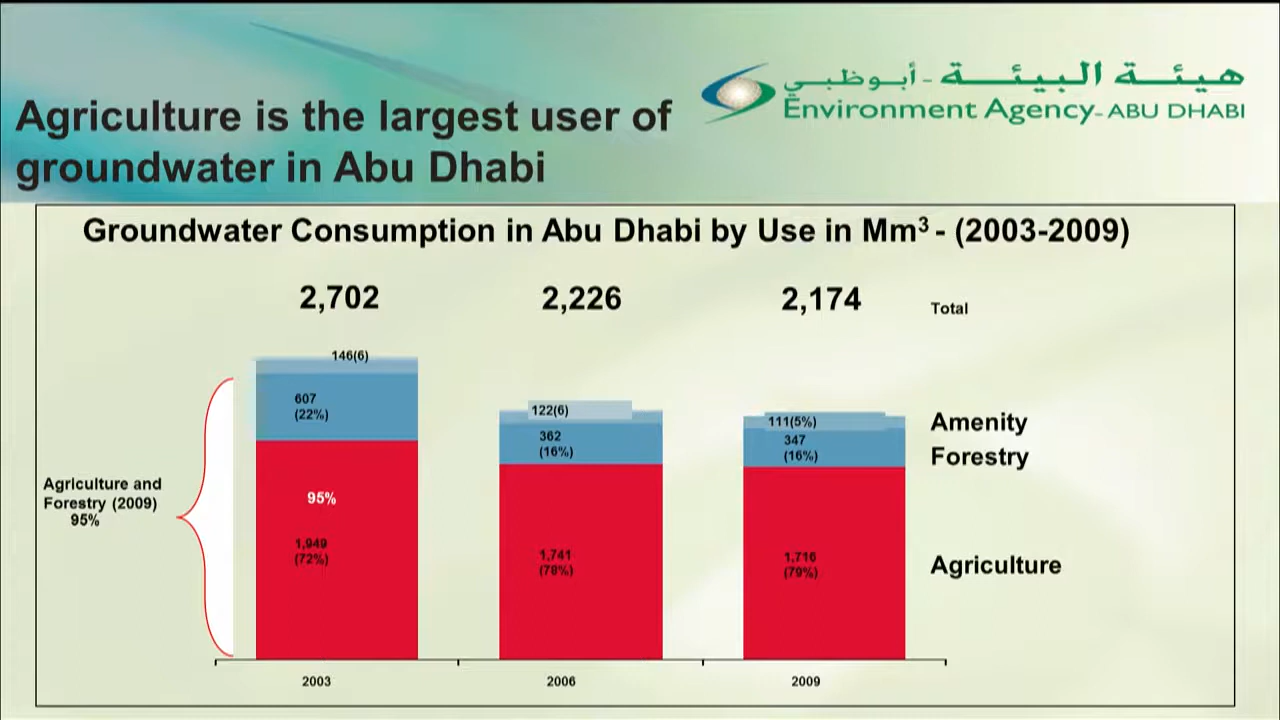 هيئة البيئة - أبوظبي
Environment Agency-ABU DHABI
Agriculture is the largest user of
groundwater in Abu Dhabi
Groundwater Consumption in Abu Dhabi by Use in Mm³ - (2003-2009)
2,702
2,226
2,174
Total
146(6)
607
(22%)
95%
1,949
(72%)
122(6)
362
(16%)
1,741
(78%)
111(5%)
347
(16%)
1,716
(79%)
Amenity
Forestry
Agriculture
Agriculture and
Forestry (2009)
95%
2003
2006
2009